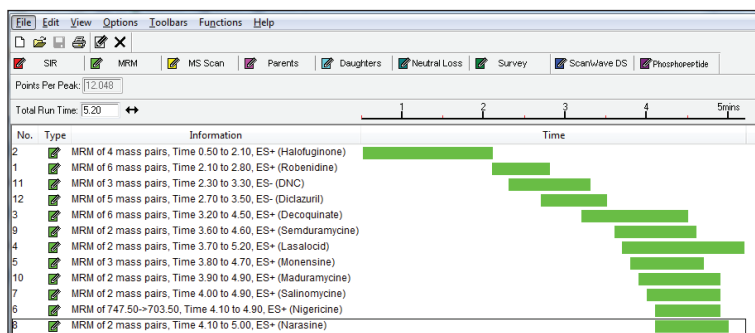 File Edit View Options Toolbars Functions Help
SIR MRM MS Scan Parents Daughters Neutral Loss Survey ScanWave DS Phosphopeptide
Points Per Peak: 12.048
Total Run Time: 5.20 1 2 3 4 5mins
No. Type Information Time
2 MRM of 4 mass pairs, Time 0.50 to 2.10, ES+ (Halofuginone)
1 MRM of 6 mass pairs, Time 2.10 to 2.80, ES+ (Robenidine)
11 MRM of 3 mass pairs, Time 2.30 to 3.30, ES- (DNC)
12 MRM of 5 mass pairs, Time 2.70 to 3.50, ES- (Diclazuril)
3 MRM of 6 mass pairs, Time 3.20 to 4.50, ES+ (Decoquinate)
9 MRM of 2 mass pairs, Time 3.60 to 4.60, ES+ (Semduramycine)
4 MRM of 2 mass pairs, Time 3.70 to 5.20, ES+ (Lasalocid)
5 MRM of 3 mass pairs, Time 3.80 to 4.70, ES+ (Monensine)
10 MRM of 2 mass pairs, Time 3.90 to 4.90, ES+ (Maduramycine)
7 MRM of 2 mass pairs, Time 4.00 to 4.90, ES+ (Salinomycine)
6 MRM of 747.50->703.50, Time 4.10 to 4.90, ES+ (Nigericine)
8 MRM of 2 mass pairs, Time 4.10 to 5.00, ES+ (Narasine)